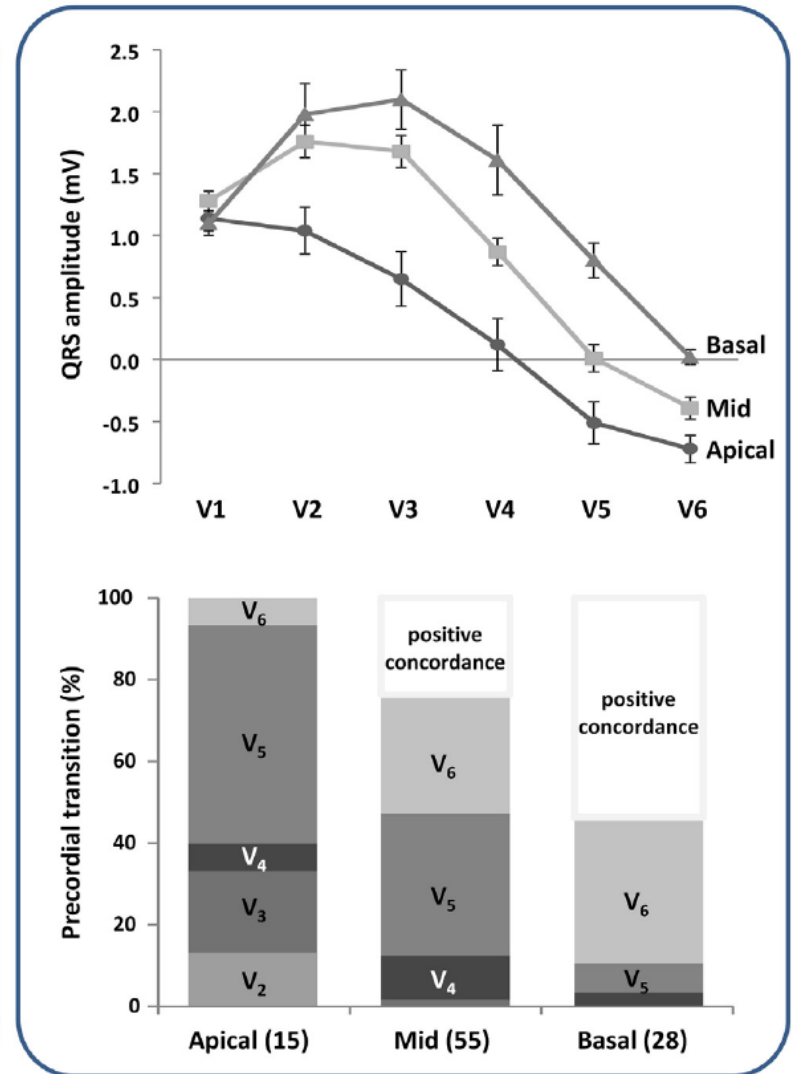 QRS amplitude (mV)
2.5
2.0
1.5
1.0
0.5
0.0
-0.5
-1.0
Basal
Mid
Apical
V1 V2 V3 V4 V5 V6
Precordial transition (%)
100
80
60
40
20
0
V₆
V₅
V₄
V₃
V₂
positive
concordance
V₆
V₅
V₄
positive
concordance
V₆
V₅
Apical (15) Mid (55) Basal (28)